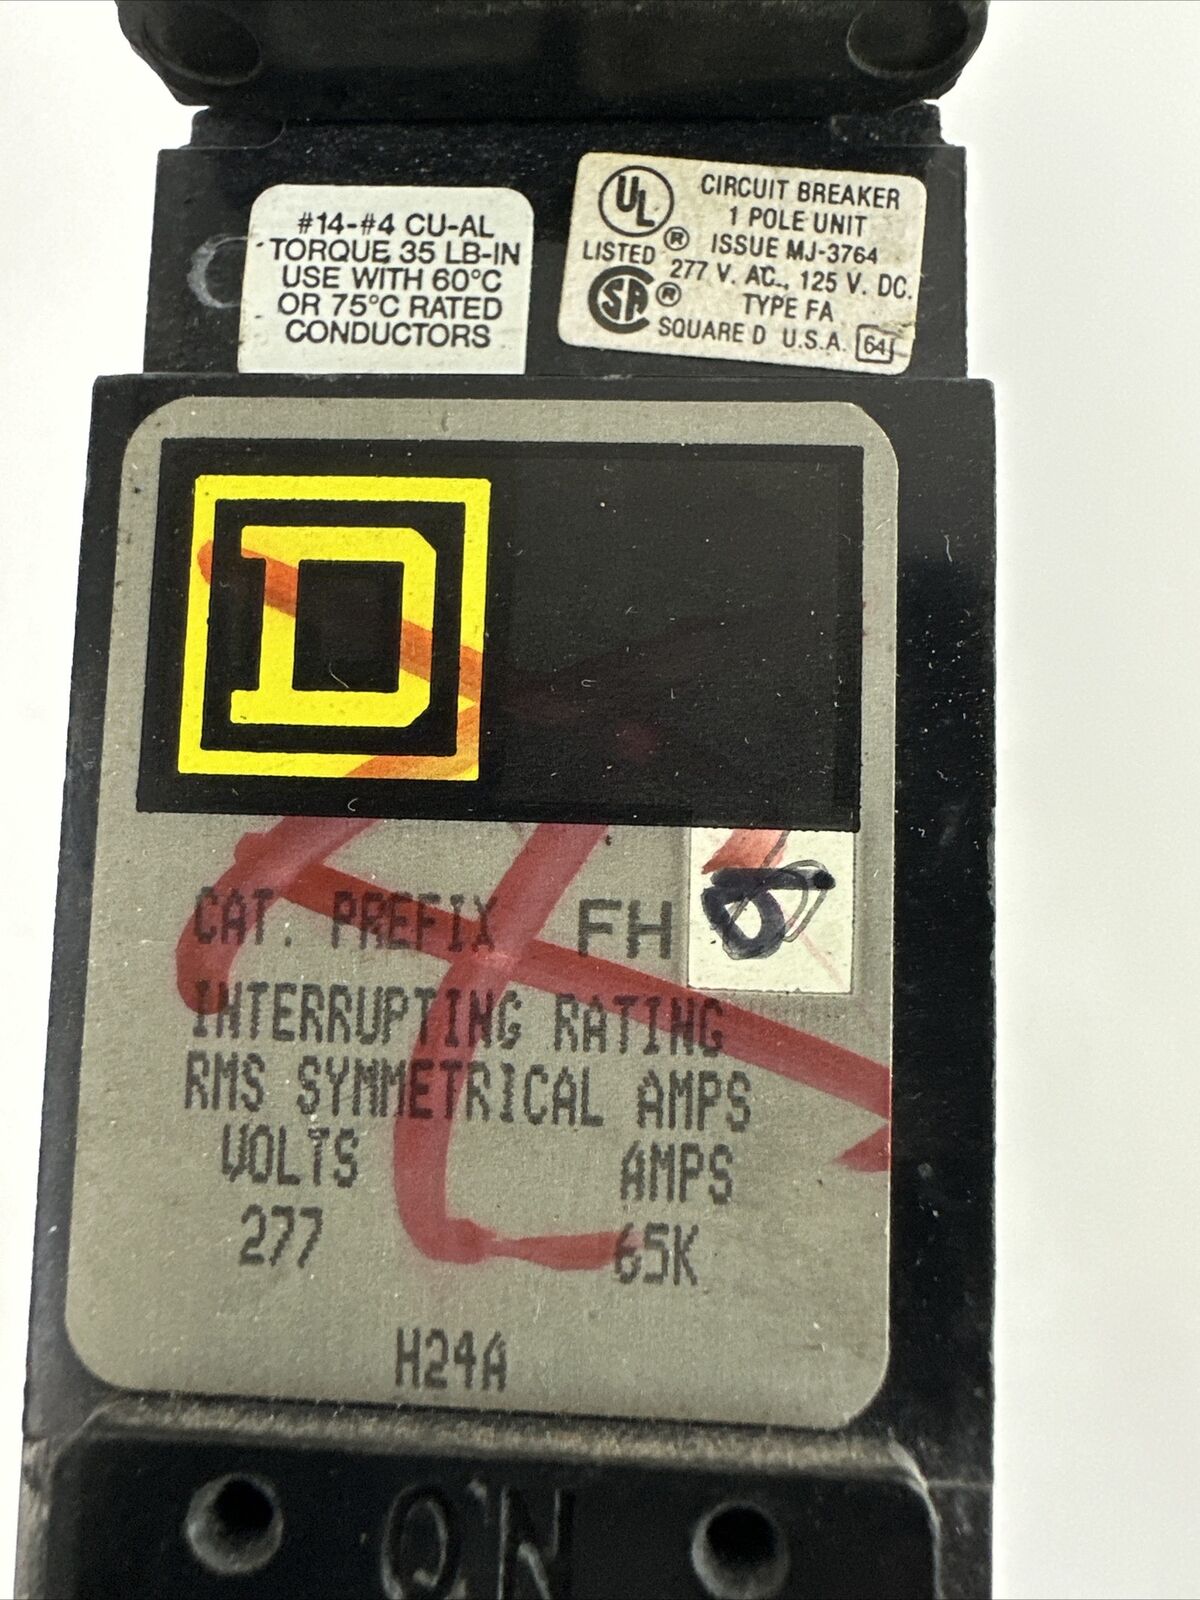 #14-#4 CU-AL
TORQUE 35 LB-IN
USE WITH 60°C
OR 75°C RATED
CONDUCTORS
UL
LISTED
®
CIRCUIT BREAKER
1 POLE UNIT
ISSUE MJ-3764
277 V. AC., 125 V. DC.
SA ®
TYPE FA
SQUARE D U.S.A. 64
D
CAT. PREFIX FH
INTERRUPTING RATING
RMS SYMMETRICAL AMPS
VOLTS AMPS
277 65K
H24A
ON